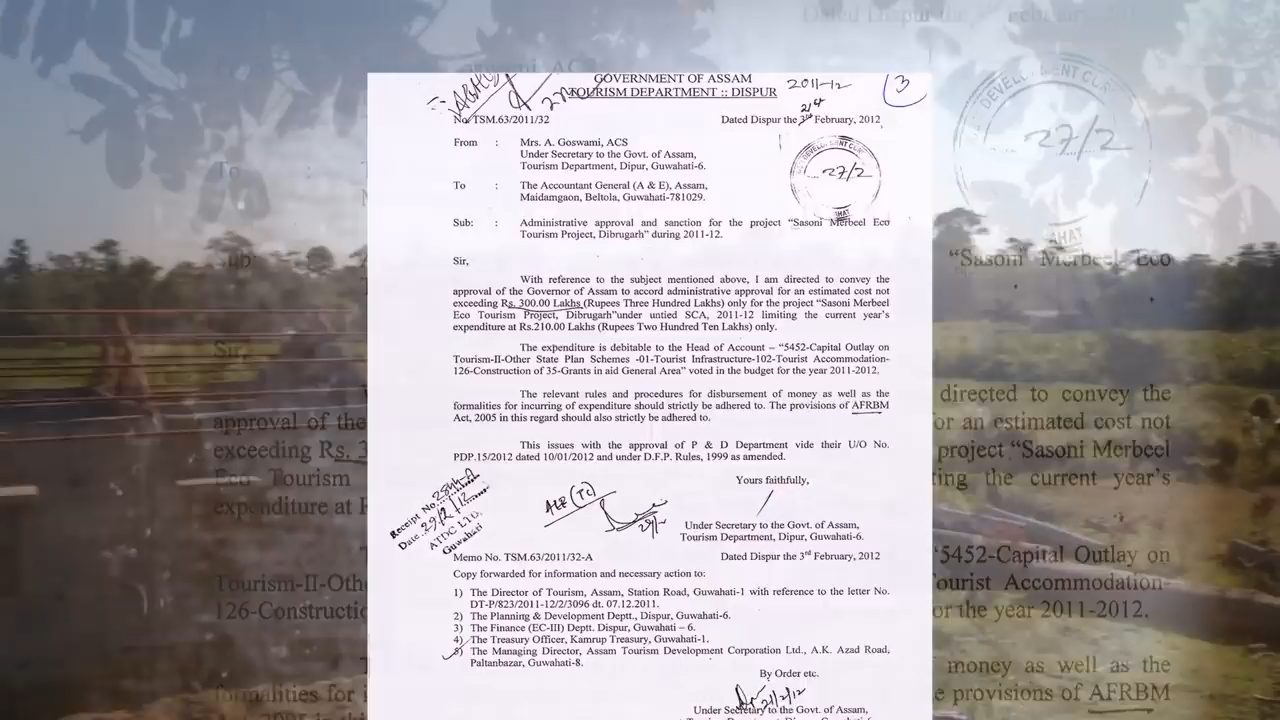 GOVERNMENT OF ASSAM
2011-12
3
TOURISM DEPARTMENT :: DISPUR
No. TSM.63/2011/32
Dated Dispur the 3rd February, 2012
From : Mrs. A. Goswami, ACS
Under Secretary to the Govt. of Assam,
Tourism Department, Dipur, Guwahati-6.
27/2
To : The Accountant General (A & E), Assam,
Maidamgaon, Beltola, Guwahati-781029.
Sub: : Administrative approval and sanction for the project “Sasoni Merbeel Eco
Tourism Project, Dibrugarh” during 2011-12.
Sir,
With reference to the subject mentioned above, I am directed to convey the
approval of the Governor of Assam to accord administrative approval for an estimated cost not
exceeding Rs. 300.00 Lakhs (Rupees Three Hundred Lakhs) only for the project “Sasoni Merbeel
Eco Tourism Project, Dibrugarh”under untied SCA, 2011-12 limiting the current year’s
expenditure at Rs.210.00 Lakhs (Rupees Two Hundred Ten Lakhs) only.
The expenditure is debitable to the Head of Account – “5452-Capital Outlay on
Tourism-II-Other State Plan Schemes -01-Tourist Infrastructure-102-Tourist Accommodation-
126-Construction of 35-Grants in aid General Area” voted in the budget for the year 2011-2012.
The relevant rules and procedures for disbursement of money as well as the
formalities for incurring of expenditure should strictly be adhered to. The provisions of AFRBM
Act, 2005 in this regard should also strictly be adhered to.
This issues with the approval of P & D Department vide their U/O No.
PDP.15/2012 dated 10/01/2012 and under D.F.P. Rules, 1999 as amended.
Yours faithfully,
Receipt No.
Date
ATDC LTD.
Guwahati
Under Secretary to the Govt. of Assam,
Tourism Department, Dipur, Guwahati-6.
Memo No. TSM.63/2011/32-A
Dated Dispur the 3rd February, 2012
Copy forwarded for information and necessary action to:
1) The Director of Tourism, Assam, Station Road, Guwahati-1 with reference to the letter No.
DT-P/823/2011-12/2/3096 dt. 07.12.2011.
2) The Planning & Development Deptt., Dispur, Guwahati-6.
3) The Finance (EC-III) Deptt. Dispur, Guwahati – 6.
4) The Treasury Officer, Kamrup Treasury, Guwahati-1.
5) The Managing Director, Assam Tourism Development Corporation Ltd., A.K. Azad Road,
Paltanbazar, Guwahati-8.
By Order etc.
21/2/12
Under Secretary to the Govt. of Assam,